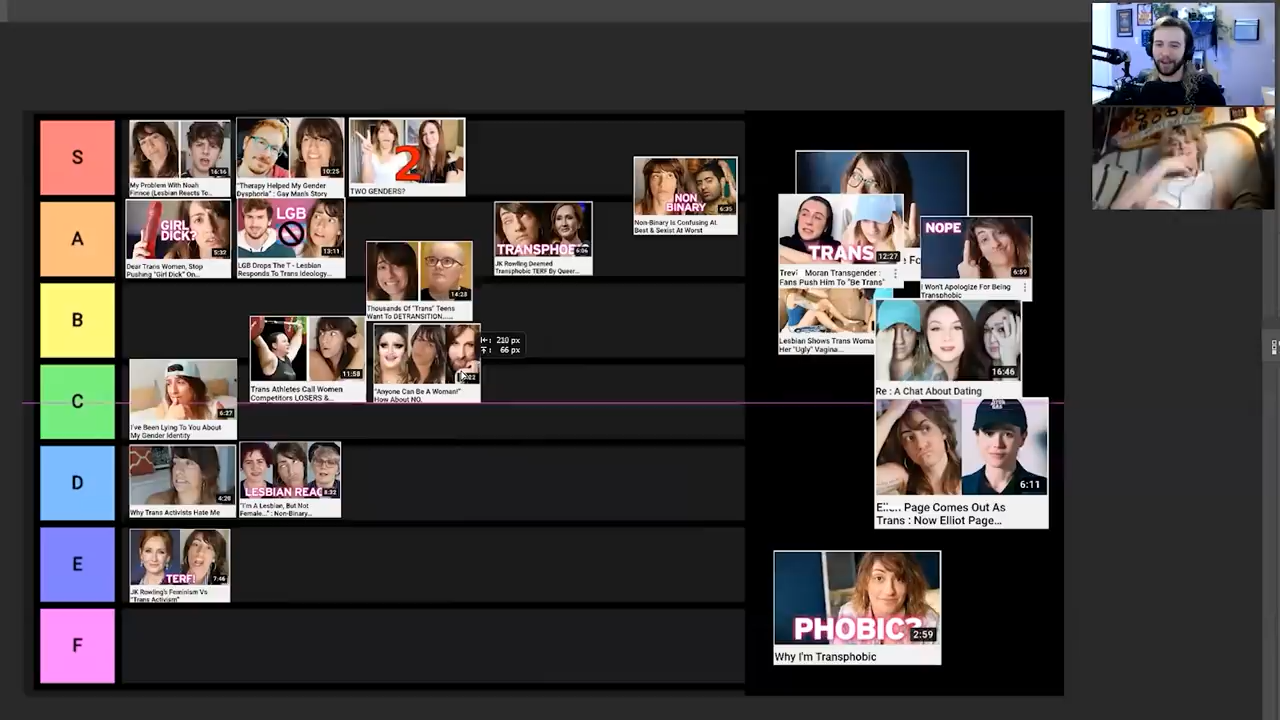 S
16:16
My Problem With Noah
Finnce (Lesbian Reacts To...
10:25
"Therapy Helped My Gender
Dysphoria" : Gay Man's Story
2
TWO GENDERS?
NON
BINARY
6:35
Non-Binary Is Confusing At
Best & Sexist At Worst
A
GIRL
DICK?
5:32
Dear Trans Women, Stop
Pushing "Girl Dick" On...
LGB
13:11
LGB Drops The T - Lesbian
Responds To Trans Ideology...
TRANSPHOB
6:06
JK Rowling Deemed
Transphobic TERF By Queer...
14:23
Thousands Of "Trans" Teens
Want To DETRANSITION.....
B
11:58
Trans Athletes Call Women
Competitors LOSERS &...
"Anyone Can Be A Woman!"
How About NO.
210 px
66 px
C
6:27
I've Been Lying To You About
My Gender Identity
D
4:28
Why Trans Activists Hate Me
LESBIAN REAC
8:32
"I'm A Lesbian, But Not
Female..." : Non-Binary...
E
TERF!
7:46
JK Rowling's Feminism Vs
"Trans Activism"
F
TRANS
12:27
Moran Transgender :
Fans Push Him To "Be Trans"
e Fo
NOPE
6:59
I Won't Apologize For Being
Transphobic
Lesbian Shows Trans Woma
Her "Ugly" Vagina...
16:46
Re : A Chat About Dating
6:11
Page Comes Out As
Trans : Now Elliot Page...
PHOBIC?
2:59
Why I'm Transphobic